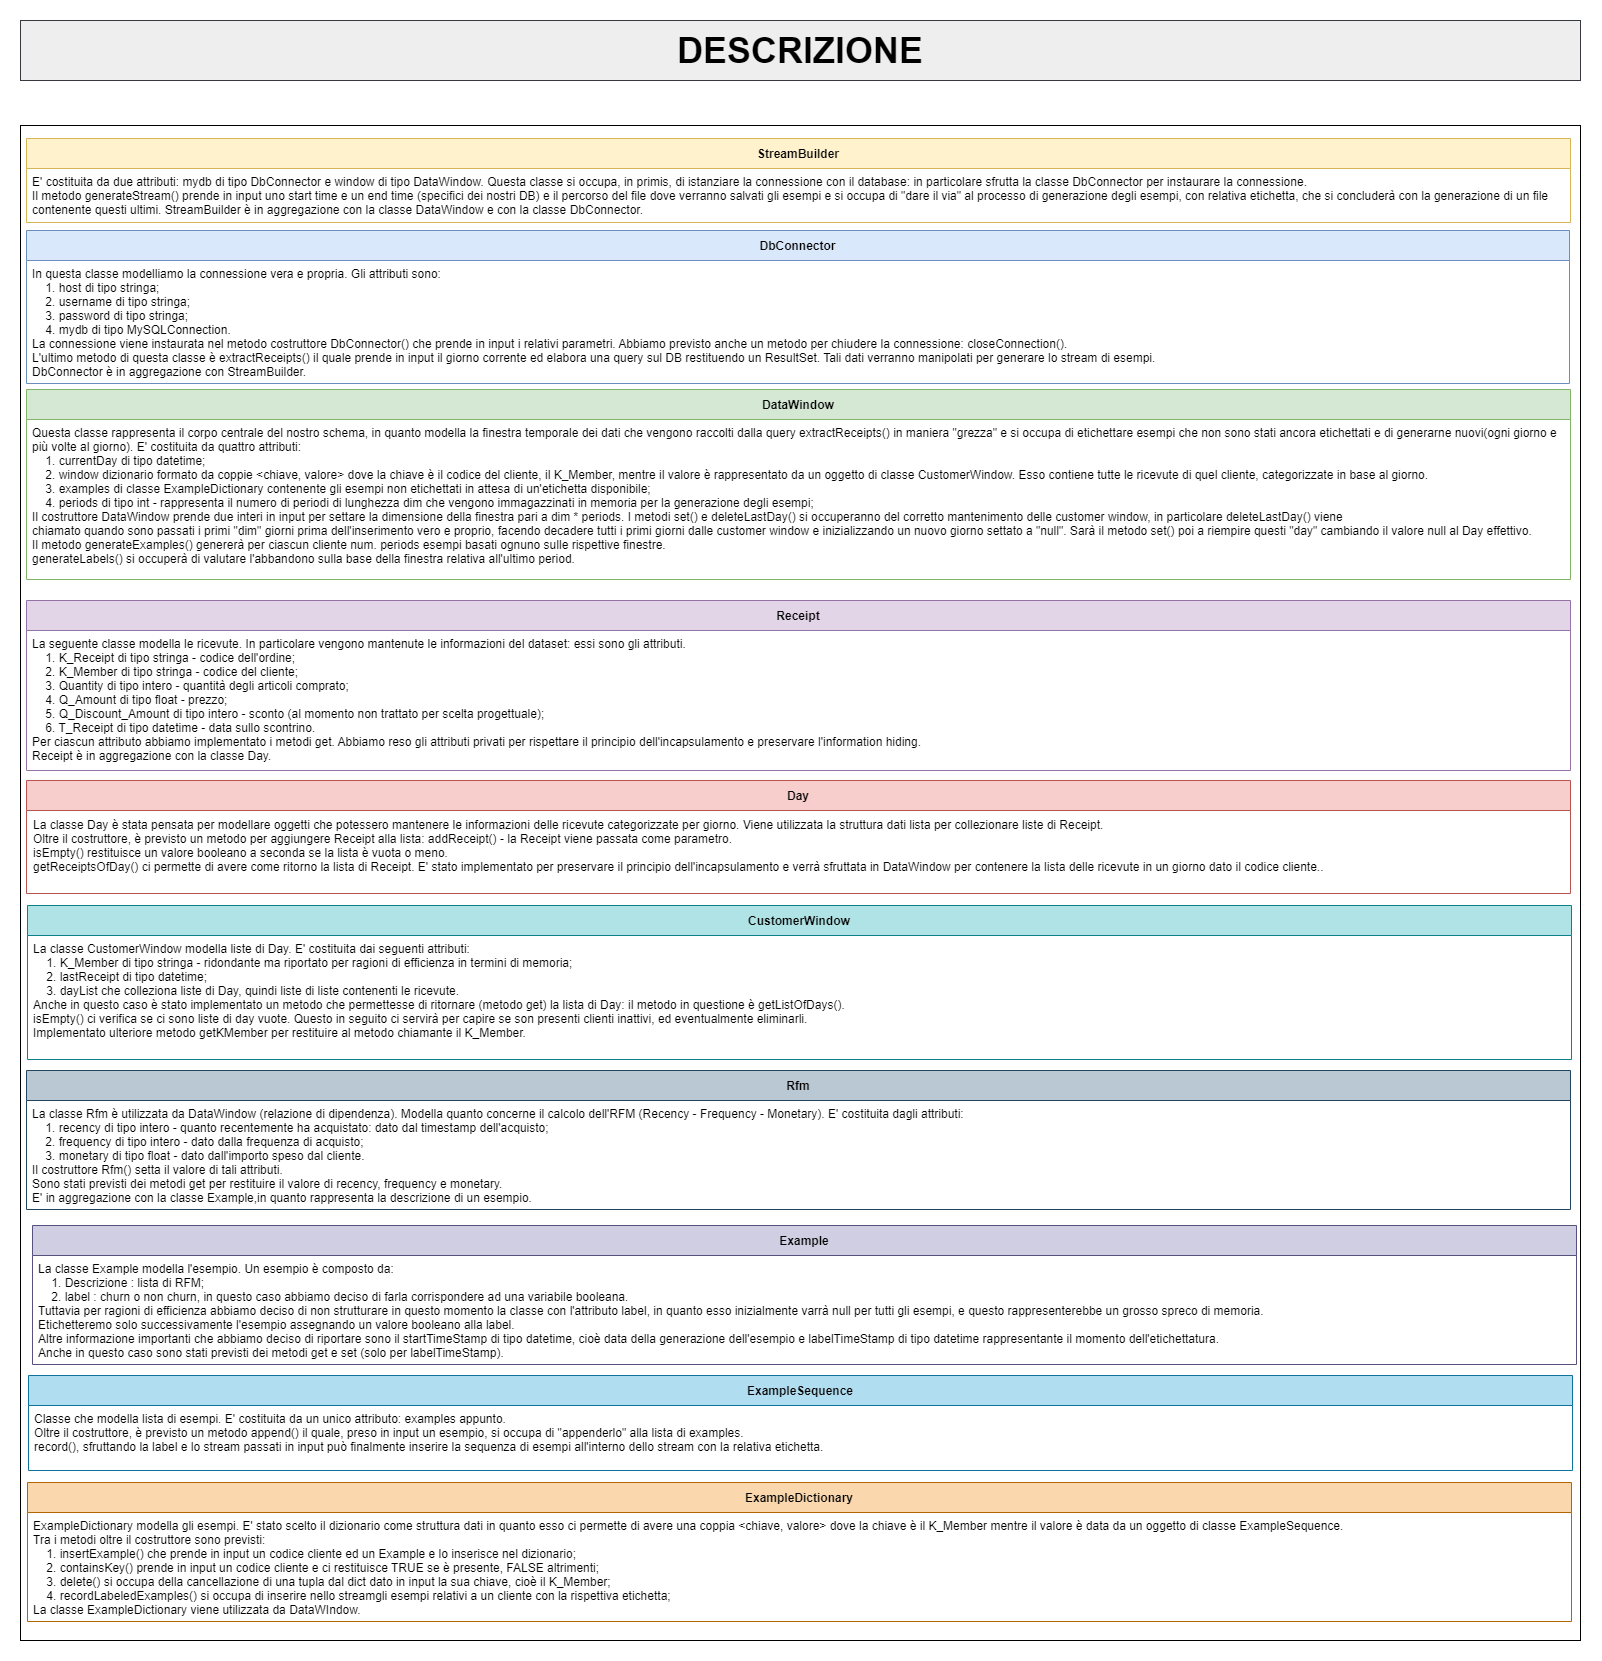 DESCRIZIONE
StreamBuilder
E' costituita da due attributi: mydb di tipo DbConnector e window di tipo DataWindow. Questa classe si occupa, in primis, di istanziare la connessione con il database: in particolare sfrutta la classe DbConnector per instaurare la connessione.
Il metodo generateStream() prende in input uno start time e un end time (specifici dei nostri DB) e il percorso del file dove verranno salvati gli esempi e si occupa di "dare il via" al processo di generazione degli esempi, con relativa etichetta, che si concluderà con la generazione di un file
contenente questi ultimi. StreamBuilder è in aggregazione con la classe DataWindow e con la classe DbConnector.
DbConnector
In questa classe modelliamo la connessione vera e propria. Gli attributi sono:
1. host di tipo stringa;
2. username di tipo stringa;
3. password di tipo stringa;
4. mydb di tipo MySQLConnection.
La connessione viene instaurata nel metodo costruttore DbConnector() che prende in input i relativi parametri. Abbiamo previsto anche un metodo per chiudere la connessione: closeConnection().
L'ultimo metodo di questa classe è extractReceipts() il quale prende in input il giorno corrente ed elabora una query sul DB restituendo un ResultSet. Tali dati verranno manipolati per generare lo stream di esempi.
DbConnector è in aggregazione con StreamBuilder.
DataWindow
Questa classe rappresenta il corpo centrale del nostro schema, in quanto modella la finestra temporale dei dati che vengono raccolti dalla query extractReceipts() in maniera "grezza" e si occupa di etichettare esempi che non sono stati ancora etichettati e di generarne nuovi(ogni giorno e
più volte al giorno). E' costituita da quattro attributi:
1. currentDay di tipo datetime;
2. window dizionario formato da coppie <chiave, valore> dove la chiave è il codice del cliente, il K_Member, mentre il valore è rappresentato da un oggetto di classe CustomerWindow. Esso contiene tutte le ricevute di quel cliente, categorizzate in base al giorno.
3. examples di classe ExampleDictionary contenente gli esempi non etichettati in attesa di un'etichetta disponibile;
4. periods di tipo int - rappresenta il numero di periodi di lunghezza dim che vengono immagazzinati in memoria per la generazione degli esempi;
Il costruttore DataWindow prende due interi in input per settare la dimensione della finestra pari a dim * periods. I metodi set() e deleteLastDay() si occuperanno del corretto mantenimento delle customer window, in particolare deleteLastDay() viene
chiamato quando sono passati i primi "dim" giorni prima dell'inserimento vero e proprio, facendo decadere tutti i primi giorni dalle customer window e inizializzando un nuovo giorno settato a "null". Sarà il metodo set() poi a riempire questi "day" cambiando il valore null al Day effettivo.
Il metodo generateExamples() genererà per ciascun cliente num. periods esempi basati ognuno sulle rispettive finestre.
generateLabels() si occuperà di valutare l'abbandono sulla base della finestra relativa all'ultimo period.
Receipt
La seguente classe modella le ricevute. In particolare vengono mantenute le informazioni del dataset: essi sono gli attributi.
1. K_Receipt di tipo stringa - codice dell'ordine;
2. K_Member di tipo stringa - codice del cliente;
3. Quantity di tipo intero - quantità degli articoli comprato;
4. Q_Amount di tipo float - prezzo;
5. Q_Discount_Amount di tipo intero - sconto (al momento non trattato per scelta progettuale);
6. T_Receipt di tipo datetime - data sullo scontrino.
Per ciascun attributo abbiamo implementato i metodi get. Abbiamo reso gli attributi privati per rispettare il principio dell'incapsulamento e preservare l'information hiding.
Receipt è in aggregazione con la classe Day.
Day
La classe Day è stata pensata per modellare oggetti che potessero mantenere le informazioni delle ricevute categorizzate per giorno. Viene utilizzata la struttura dati lista per collezionare liste di Receipt.
Oltre il costruttore, è previsto un metodo per aggiungere Receipt alla lista: addReceipt() - la Receipt viene passata come parametro.
isEmpty() restituisce un valore booleano a seconda se la lista è vuota o meno.
getReceiptsOfDay() ci permette di avere come ritorno la lista di Receipt. E' stato implementato per preservare il principio dell'incapsulamento e verrà sfruttata in DataWindow per contenere la lista delle ricevute in un giorno dato il codice cliente..
CustomerWindow
La classe CustomerWindow modella liste di Day. E' costituita dai seguenti attributi:
1. K_Member di tipo stringa - ridondante ma riportato per ragioni di efficienza in termini di memoria;
2. lastReceipt di tipo datetime;
3. dayList che colleziona liste di Day, quindi liste di liste contenenti le ricevute.
Anche in questo caso è stato implementato un metodo che permettesse di ritornare (metodo get) la lista di Day: il metodo in questione è getListOfDays().
isEmpty() ci verifica se ci sono liste di day vuote. Questo in seguito ci servirà per capire se son presenti clienti inattivi, ed eventualmente eliminarli.
Implementato ulteriore metodo getKMember per restituire al metodo chiamante il K_Member.
Rfm
La classe Rfm è utilizzata da DataWindow (relazione di dipendenza). Modella quanto concerne il calcolo dell'RFM (Recency - Frequency - Monetary). E' costituita dagli attributi:
1. recency di tipo intero - quanto recentemente ha acquistato: dato dal timestamp dell'acquisto;
2. frequency di tipo intero - dato dalla frequenza di acquisto;
3. monetary di tipo float - dato dall'importo speso dal cliente.
Il costruttore Rfm() setta il valore di tali attributi.
Sono stati previsti dei metodi get per restituire il valore di recency, frequency e monetary.
E' in aggregazione con la classe Example,in quanto rappresenta la descrizione di un esempio.
Example
La classe Example modella l'esempio. Un esempio è composto da:
1. Descrizione : lista di RFM;
2. label : churn o non churn, in questo caso abbiamo deciso di farla corrispondere ad una variabile booleana.
Tuttavia per ragioni di efficienza abbiamo deciso di non strutturare in questo momento la classe con l'attributo label, in quanto esso inizialmente varrà null per tutti gli esempi, e questo rappresenterebbe un grosso spreco di memoria.
Etichetteremo solo successivamente l'esempio assegnando un valore booleano alla label.
Altre informazione importanti che abbiamo deciso di riportare sono il startTimeStamp di tipo datetime, cioè data della generazione dell'esempio e labelTimeStamp di tipo datetime rappresentante il momento dell'etichettatura.
Anche in questo caso sono stati previsti dei metodi get e set (solo per labelTimeStamp).
ExampleSequence
Classe che modella lista di esempi. E' costituita da un unico attributo: examples appunto.
Oltre il costruttore, è previsto un metodo append() il quale, preso in input un esempio, si occupa di "appenderlo" alla lista di examples.
record(), sfruttando la label e lo stream passati in input può finalmente inserire la sequenza di esempi all'interno dello stream con la relativa etichetta.
ExampleDictionary
ExampleDictionary modella gli esempi. E' stato scelto il dizionario come struttura dati in quanto esso ci permette di avere una coppia <chiave, valore> dove la chiave è il K_Member mentre il valore è data da un oggetto di classe ExampleSequence.
Tra i metodi oltre il costruttore sono previsti:
1. insertExample() che prende in input un codice cliente ed un Example e lo inserisce nel dizionario;
2. containsKey() prende in input un codice cliente e ci restituisce TRUE se è presente, FALSE altrimenti;
3. delete() si occupa della cancellazione di una tupla dal dict dato in input la sua chiave, cioè il K_Member;
4. recordLabeledExamples() si occupa di inserire nello streamgli esempi relativi a un cliente con la rispettiva etichetta;
La classe ExampleDictionary viene utilizzata da DataWIndow.